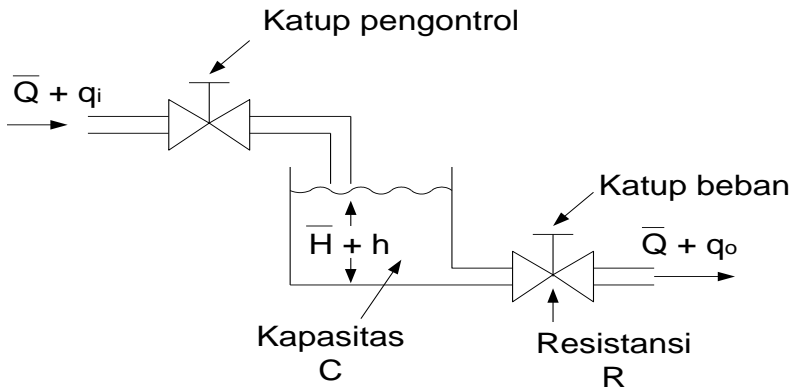 Katup pengontrol
Q̅ + qi
Katup beban
H̅ + h
Q̅ + qo
Kapasitas
C
Resistansi
R